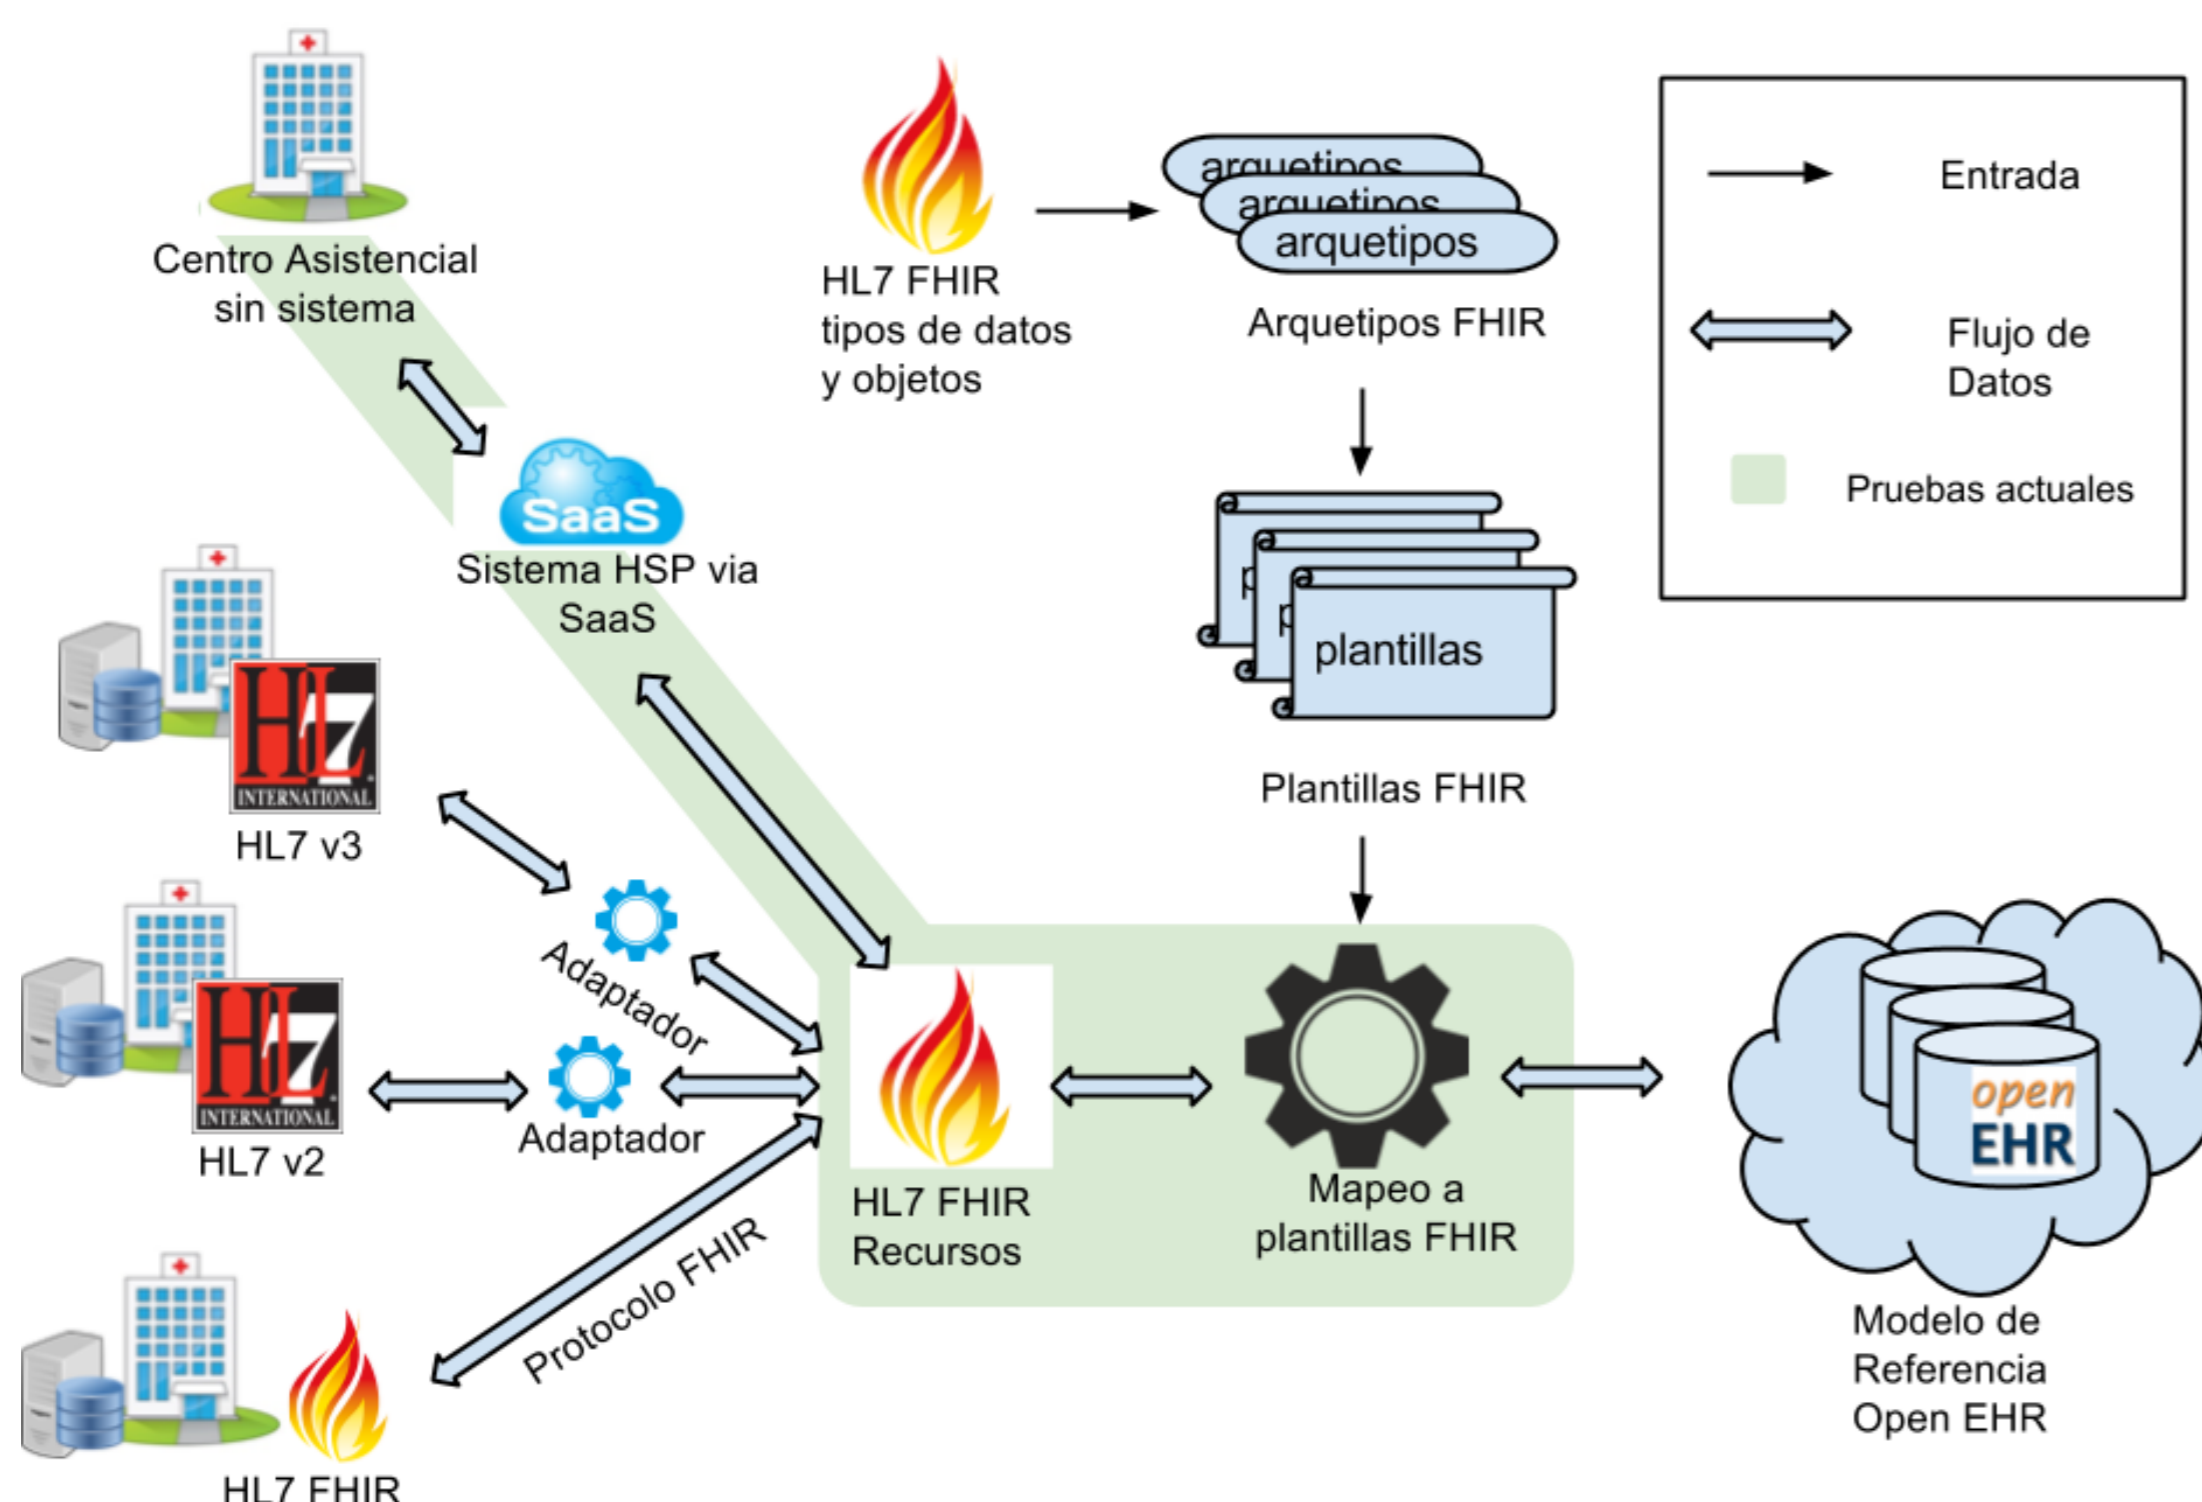 Centro Asistencial
sin sistema
SaaS
Sistema HSP via
SaaS
HL7
INTERNATIONAL
HL7 v3
Adaptador
HL7
INTERNATIONAL
HL7 v2
Adaptador
Protocolo FHIR
HL7 FHIR
HL7 FHIR
tipos de datos
y objetos
arquetipos
arquetipos
arquetipos
Arquetipos FHIR
p
p
plantillas
Plantillas FHIR
HL7 FHIR
Recursos
Mapeo a
plantillas FHIR
open
EHR
Modelo de
Referencia
Open EHR
Entrada
Flujo de
Datos
Pruebas actuales